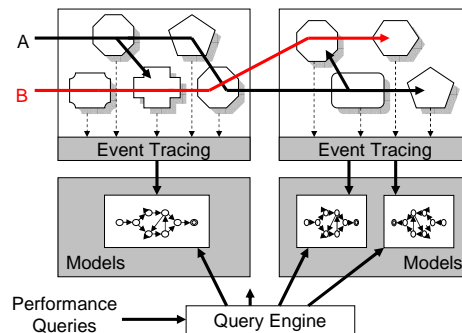 A
B
Event Tracing
Event Tracing
Models
Models
Performance
Queries
Query Engine